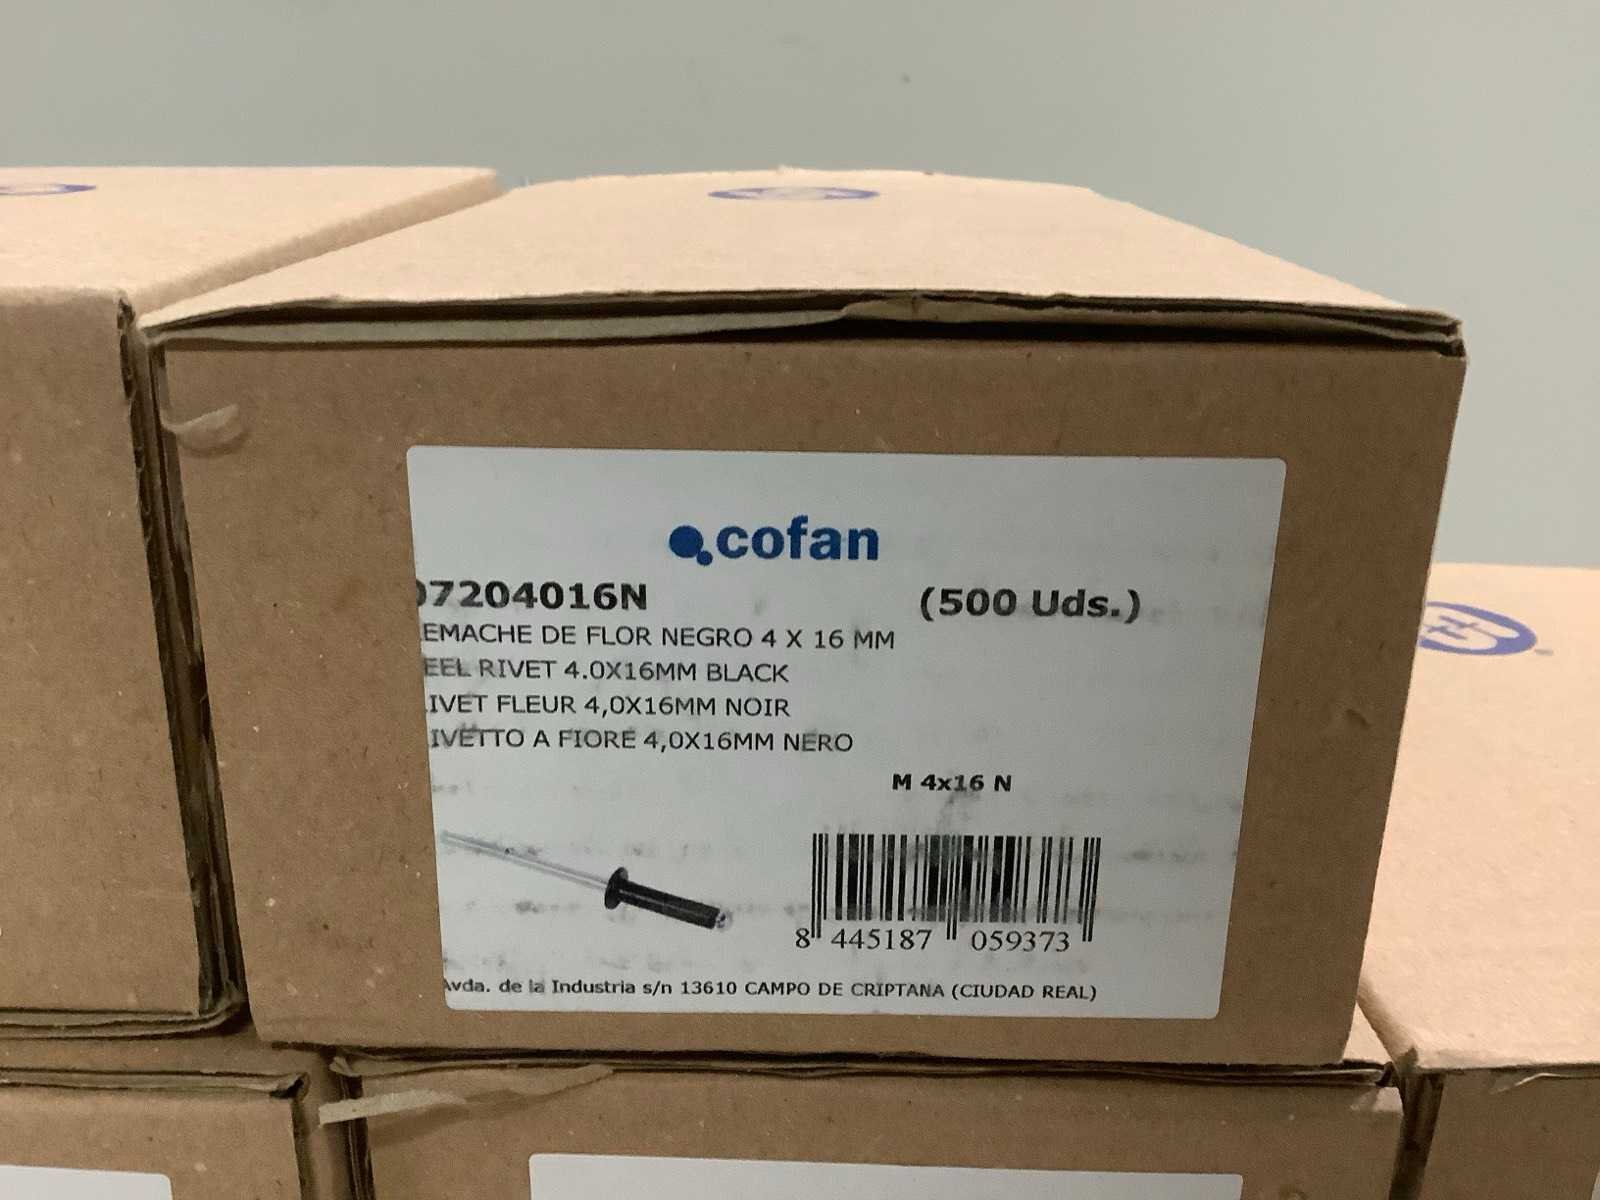 cofan
07204016N (500 Uds.)
EMACHE DE FLOR NEGRO 4 X 16 MM
EEL RIVET 4.0X16MM BLACK
IVET FLEUR 4,0X16MM NOIR
IVETTO A FIORE 4,0X16MM NERO
M 4x16 N
8 445187 059373
Avda. de la Industria s/n 13610 CAMPO DE CRIPTANA (CIUDAD REAL)